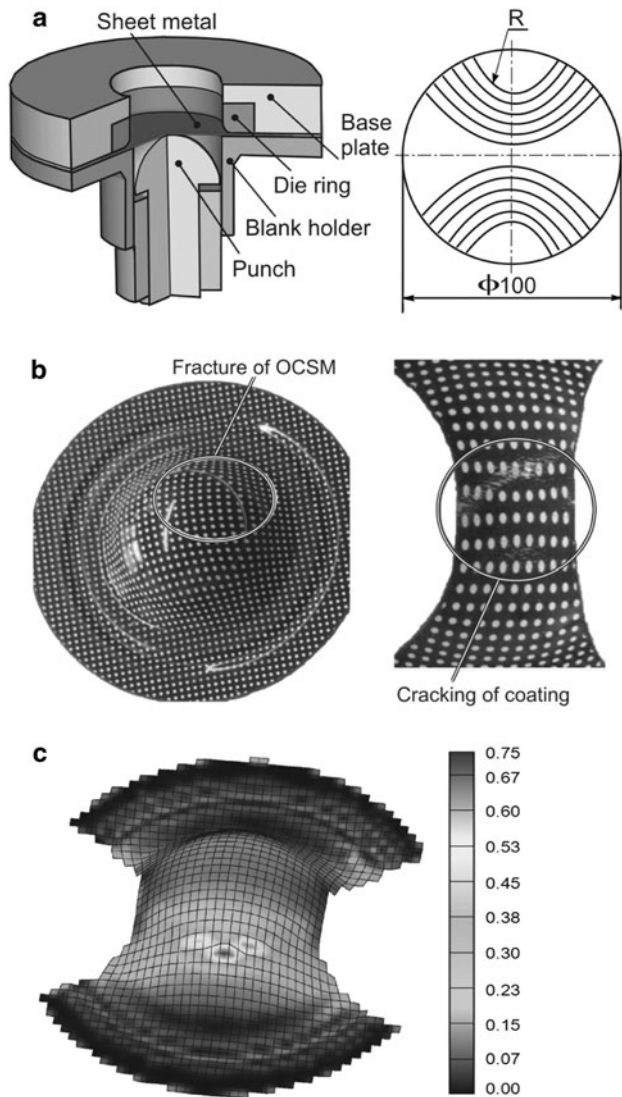 a
Sheet metal
Base
plate
Die ring
Blank holder
Punch
R
Φ100
b
Fracture of OCSM
Cracking of coating
c
0.75
0.67
0.60
0.53
0.45
0.38
0.30
0.23
0.15
0.07
0.00